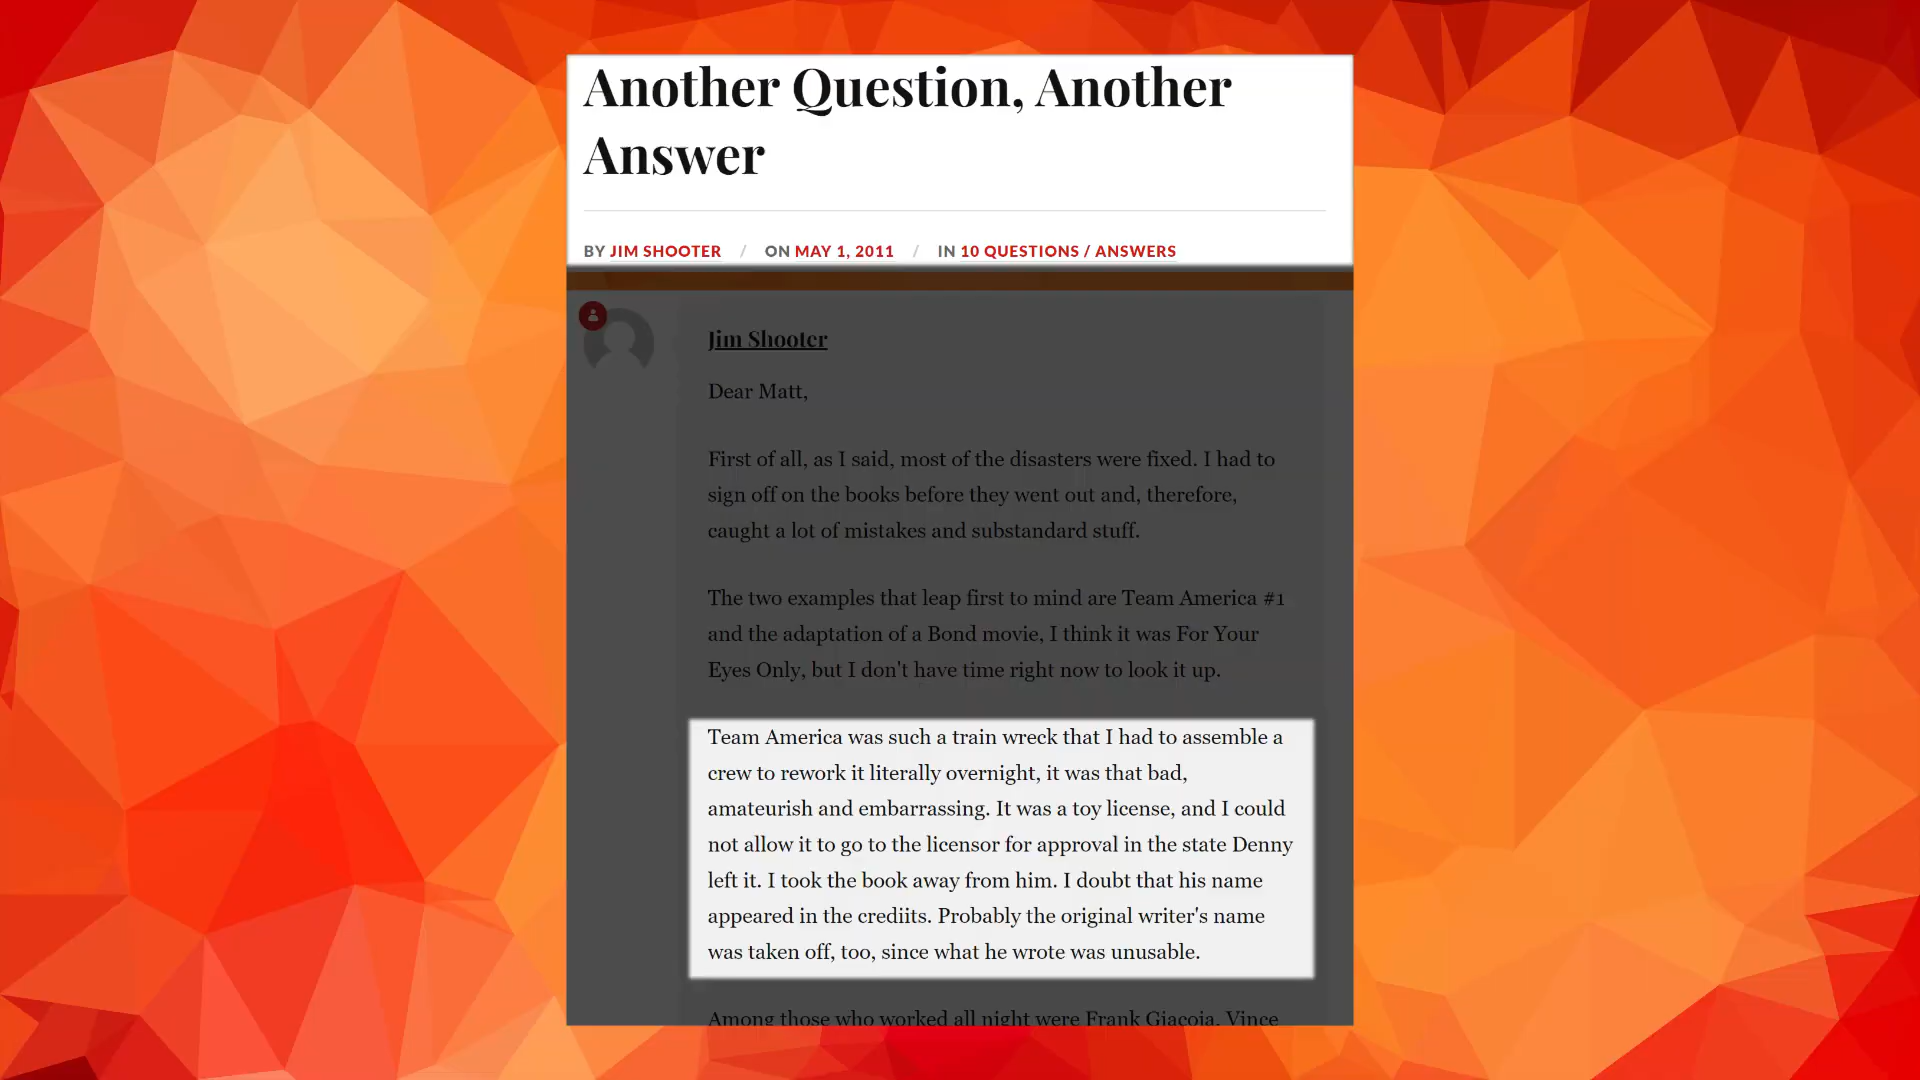 Another Question, Another
Answer
BY JIM SHOOTER / ON MAY 1, 2011 / IN 10 QUESTIONS / ANSWERS
Jim Shooter
Dear Matt,
First of all, as I said, most of the disasters were fixed. I had to
sign off on the books before they went out and, therefore,
caught a lot of mistakes and substandard stuff.
The two examples that leap first to mind are Team America #1
and the adaptation of a Bond movie, I think it was For Your
Eyes Only, but I don't have time right now to look it up.
Team America was such a train wreck that I had to assemble a
crew to rework it literally overnight, it was that bad,
amateurish and embarrassing. It was a toy license, and I could
not allow it to go to the licensor for approval in the state Denny
left it. I took the book away from him. I doubt that his name
appeared in the crediits. Probably the original writer's name
was taken off, too, since what he wrote was unusable.
Among those who worked all night were Frank Giacoia, Vince